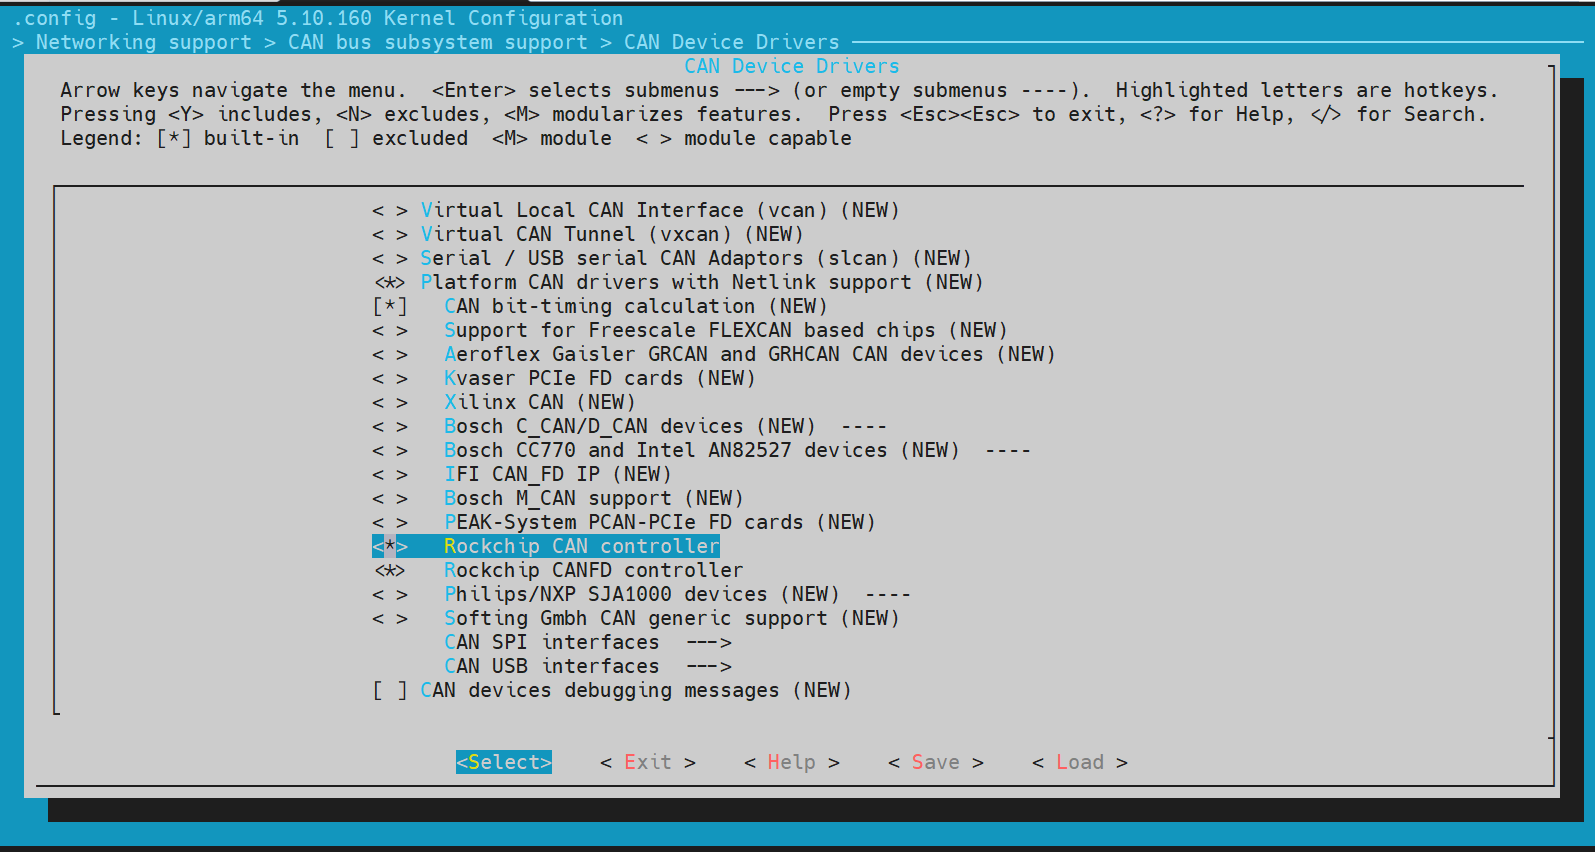 .config - Linux/arm64 5.10.160 Kernel Configuration
> Networking support > CAN bus subsystem support > CAN Device Drivers
CAN Device Drivers
Arrow keys navigate the menu.  <Enter> selects submenus ---> (or empty submenus ----).  Highlighted letters are hotkeys.
Pressing <Y> includes, <N> excludes, <M> modularizes features.  Press <Esc><Esc> to exit, <?> for Help, </> for Search.
Legend: [*] built-in  [ ] excluded  <M> module  < > module capable
< > Virtual Local CAN Interface (vcan) (NEW)
< > Virtual CAN Tunnel (vxcan) (NEW)
< > Serial / USB serial CAN Adaptors (slcan) (NEW)
<*> Platform CAN drivers with Netlink support (NEW)
[*]   CAN bit-timing calculation (NEW)
< >   Support for Freescale FLEXCAN based chips (NEW)
< >   Aeroflex Gaisler GRCAN and GRHCAN CAN devices (NEW)
< >   Kvaser PCIe FD cards (NEW)
< >   Xilinx CAN (NEW)
< >   Bosch C_CAN/D_CAN devices (NEW)  ----
< >   Bosch CC770 and Intel AN82527 devices (NEW)  ----
< >   IFI CAN_FD IP (NEW)
< >   Bosch M_CAN support (NEW)
< >   PEAK-System PCAN-PCIe FD cards (NEW)
<*>   Rockchip CAN controller
<*>   Rockchip CANFD controller
< >   Philips/NXP SJA1000 devices (NEW)  ----
< >   Softing Gmbh CAN generic support (NEW)
CAN SPI interfaces  --->
CAN USB interfaces  --->
[ ] CAN devices debugging messages (NEW)
<Select>    < Exit >    < Help >    < Save >    < Load >